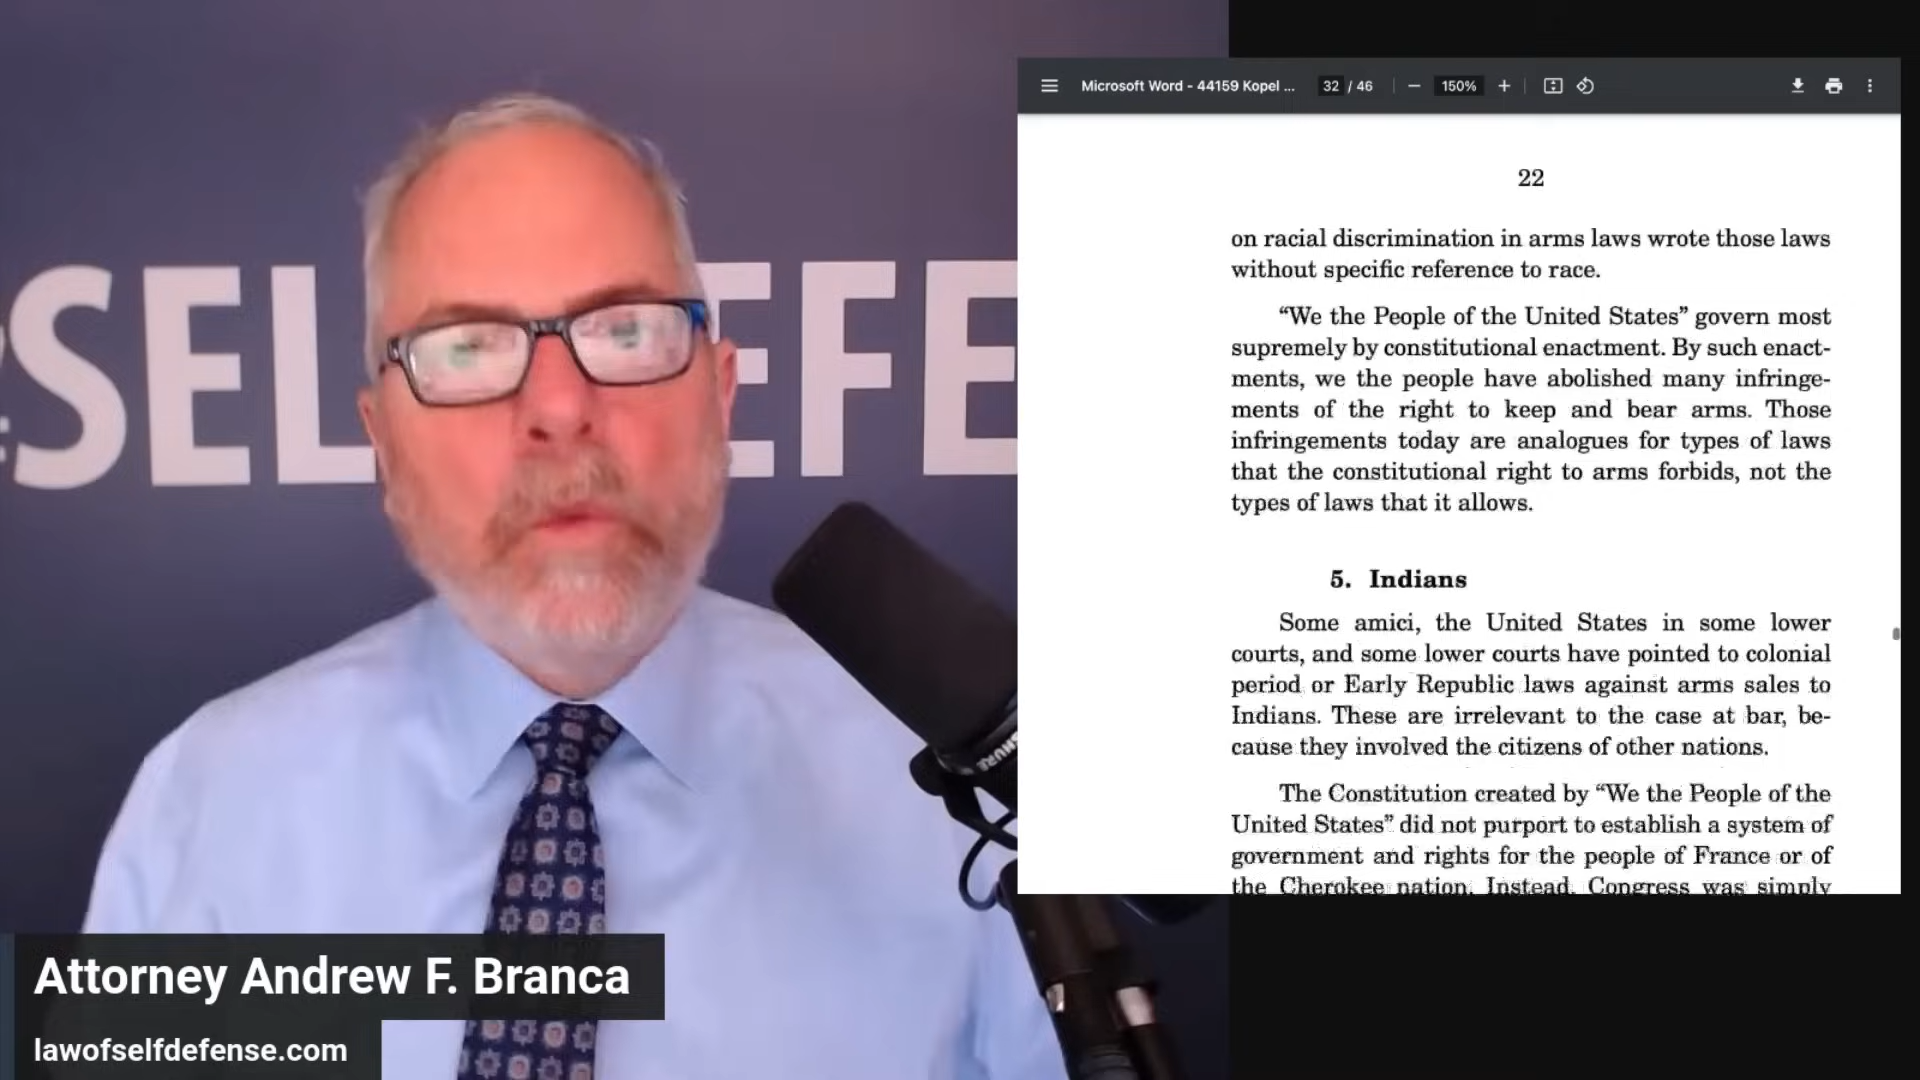 SEL EFE
Microsoft Word - 44159 Kopel ... 32 / 46 150%
22
on racial discrimination in arms laws wrote those laws
without specific reference to race.
“We the People of the United States” govern most
supremely by constitutional enactment. By such enact-
ments, we the people have abolished many infringe-
ments of the right to keep and bear arms. Those
infringements today are analogues for types of laws
that the constitutional right to arms forbids, not the
types of laws that it allows.
5. Indians
Some amici, the United States in some lower
courts, and some lower courts have pointed to colonial
period or Early Republic laws against arms sales to
Indians. These are irrelevant to the case at bar, be-
cause they involved the citizens of other nations.
The Constitution created by “We the People of the
United States” did not purport to establish a system of
government and rights for the people of France or of
the Cherokee nation. Instead, Congress was simply
SHURE
Attorney Andrew F. Branca
lawofselfdefense.com